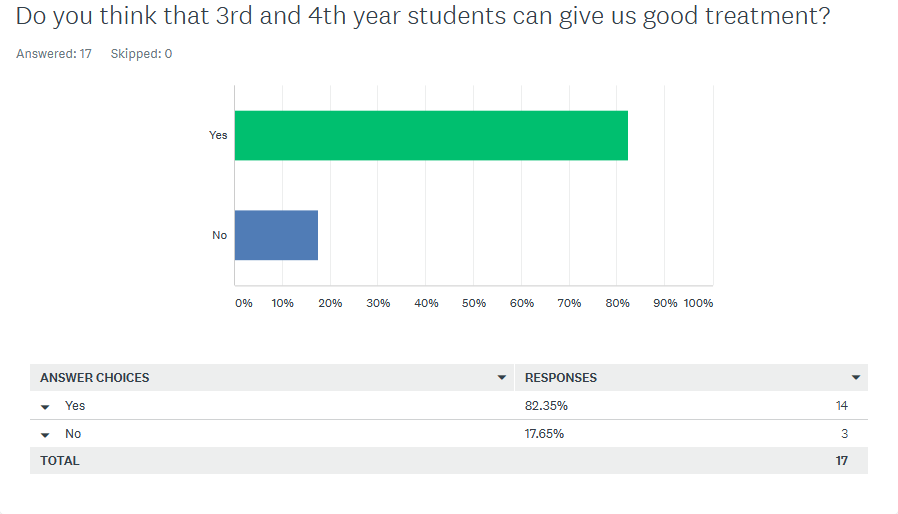 Do you think that 3rd and 4th year students can give us good treatment?
Answered: 17 Skipped: 0
Yes
No
0% 10% 20% 30% 40% 50% 60% 70% 80% 90% 100%
ANSWER CHOICES RESPONSES
Yes 82.35% 14
No 17.65% 3
TOTAL 17